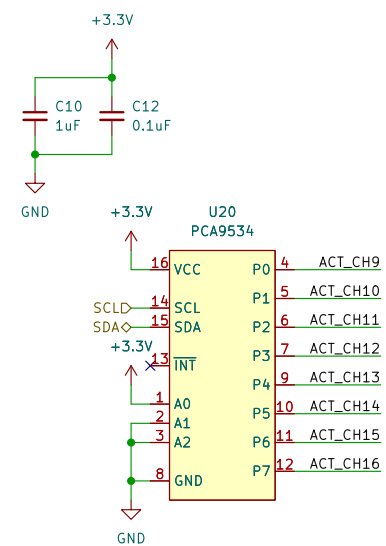 +3.3V
C10
1uF
C12
0.1uF
GND
+3.3V
U20
PCA9534
16 VCC
P0 4 ACT_CH9
P1 5 ACT_CH10
SCL 14 SCL
SDA 15 SDA
P2 6 ACT_CH11
+3.3V
13 INT
P3 7 ACT_CH12
P4 9 ACT_CH13
1 A0
P5 10 ACT_CH14
2 A1
3 A2
P6 11 ACT_CH15
P7 12 ACT_CH16
8 GND
GND